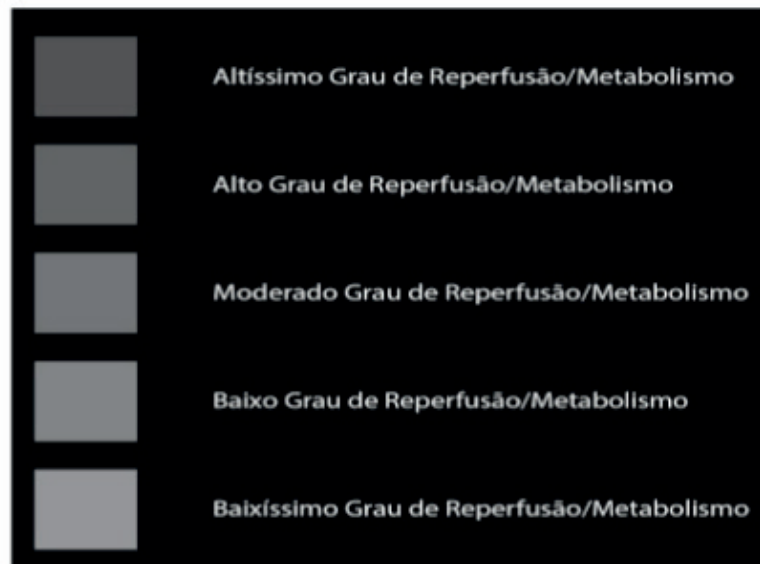 Altíssimo Grau de Reperfusão/Metabolismo
Alto Grau de Reperfusão/Metabolismo
Moderado Grau de Reperfusão/Metabolismo
Baixo Grau de Reperfusão/Metabolismo
Baixíssimo Grau de Reperfusão/Metabolismo